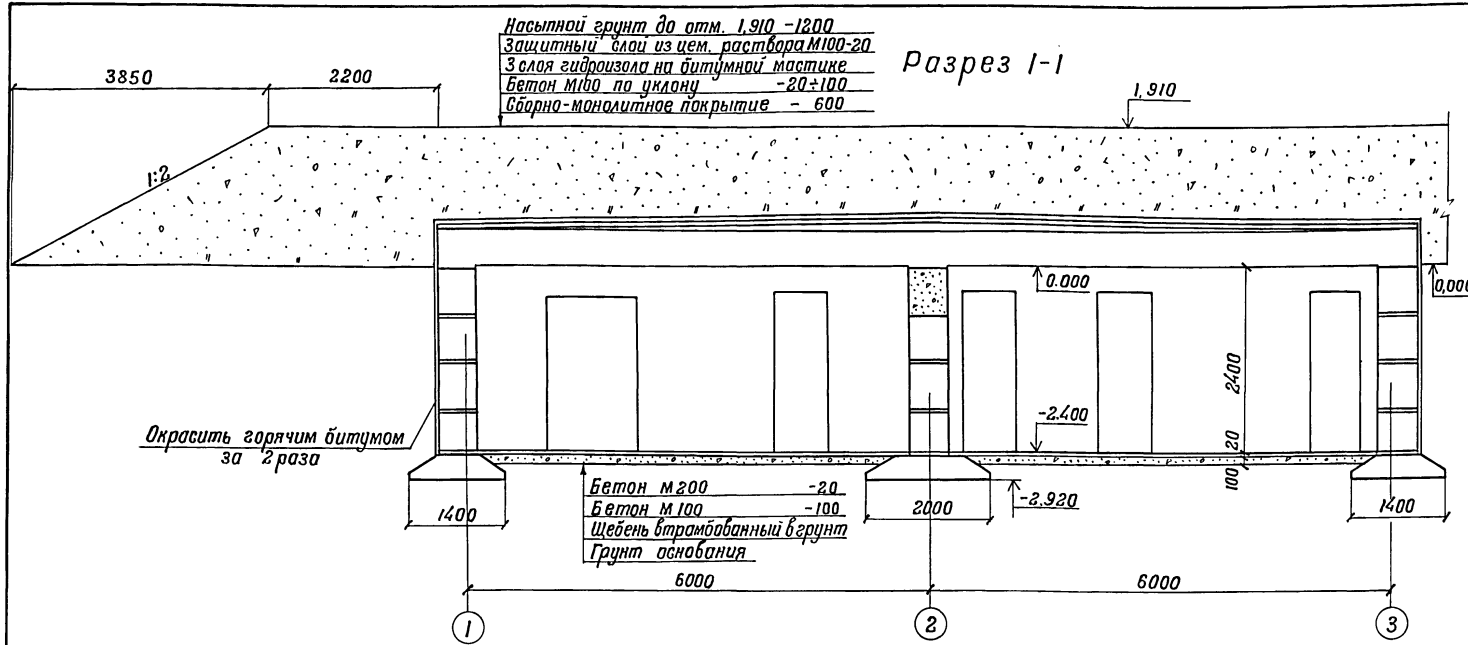 Насыпной грунт до отм. 1,910 -1200
Защитный слой из цем. раствора М100-20
3 слоя гидроизола на битумной мастике
Бетон М100 по уклону -20÷100
Сборно-монолитное покрытие - 600
Разрез 1-1
3850
2200
1,910
1:2
0.000
0,000
2400
-2.400
20
100
Окрасить горячим битумом
за 2 раза
Бетон М200 -20
Бетон М100 -100
Щебень втрамбованный в грунт
Грунт основания
1400
2000
-2.920
1400
6000
6000
1
2
3